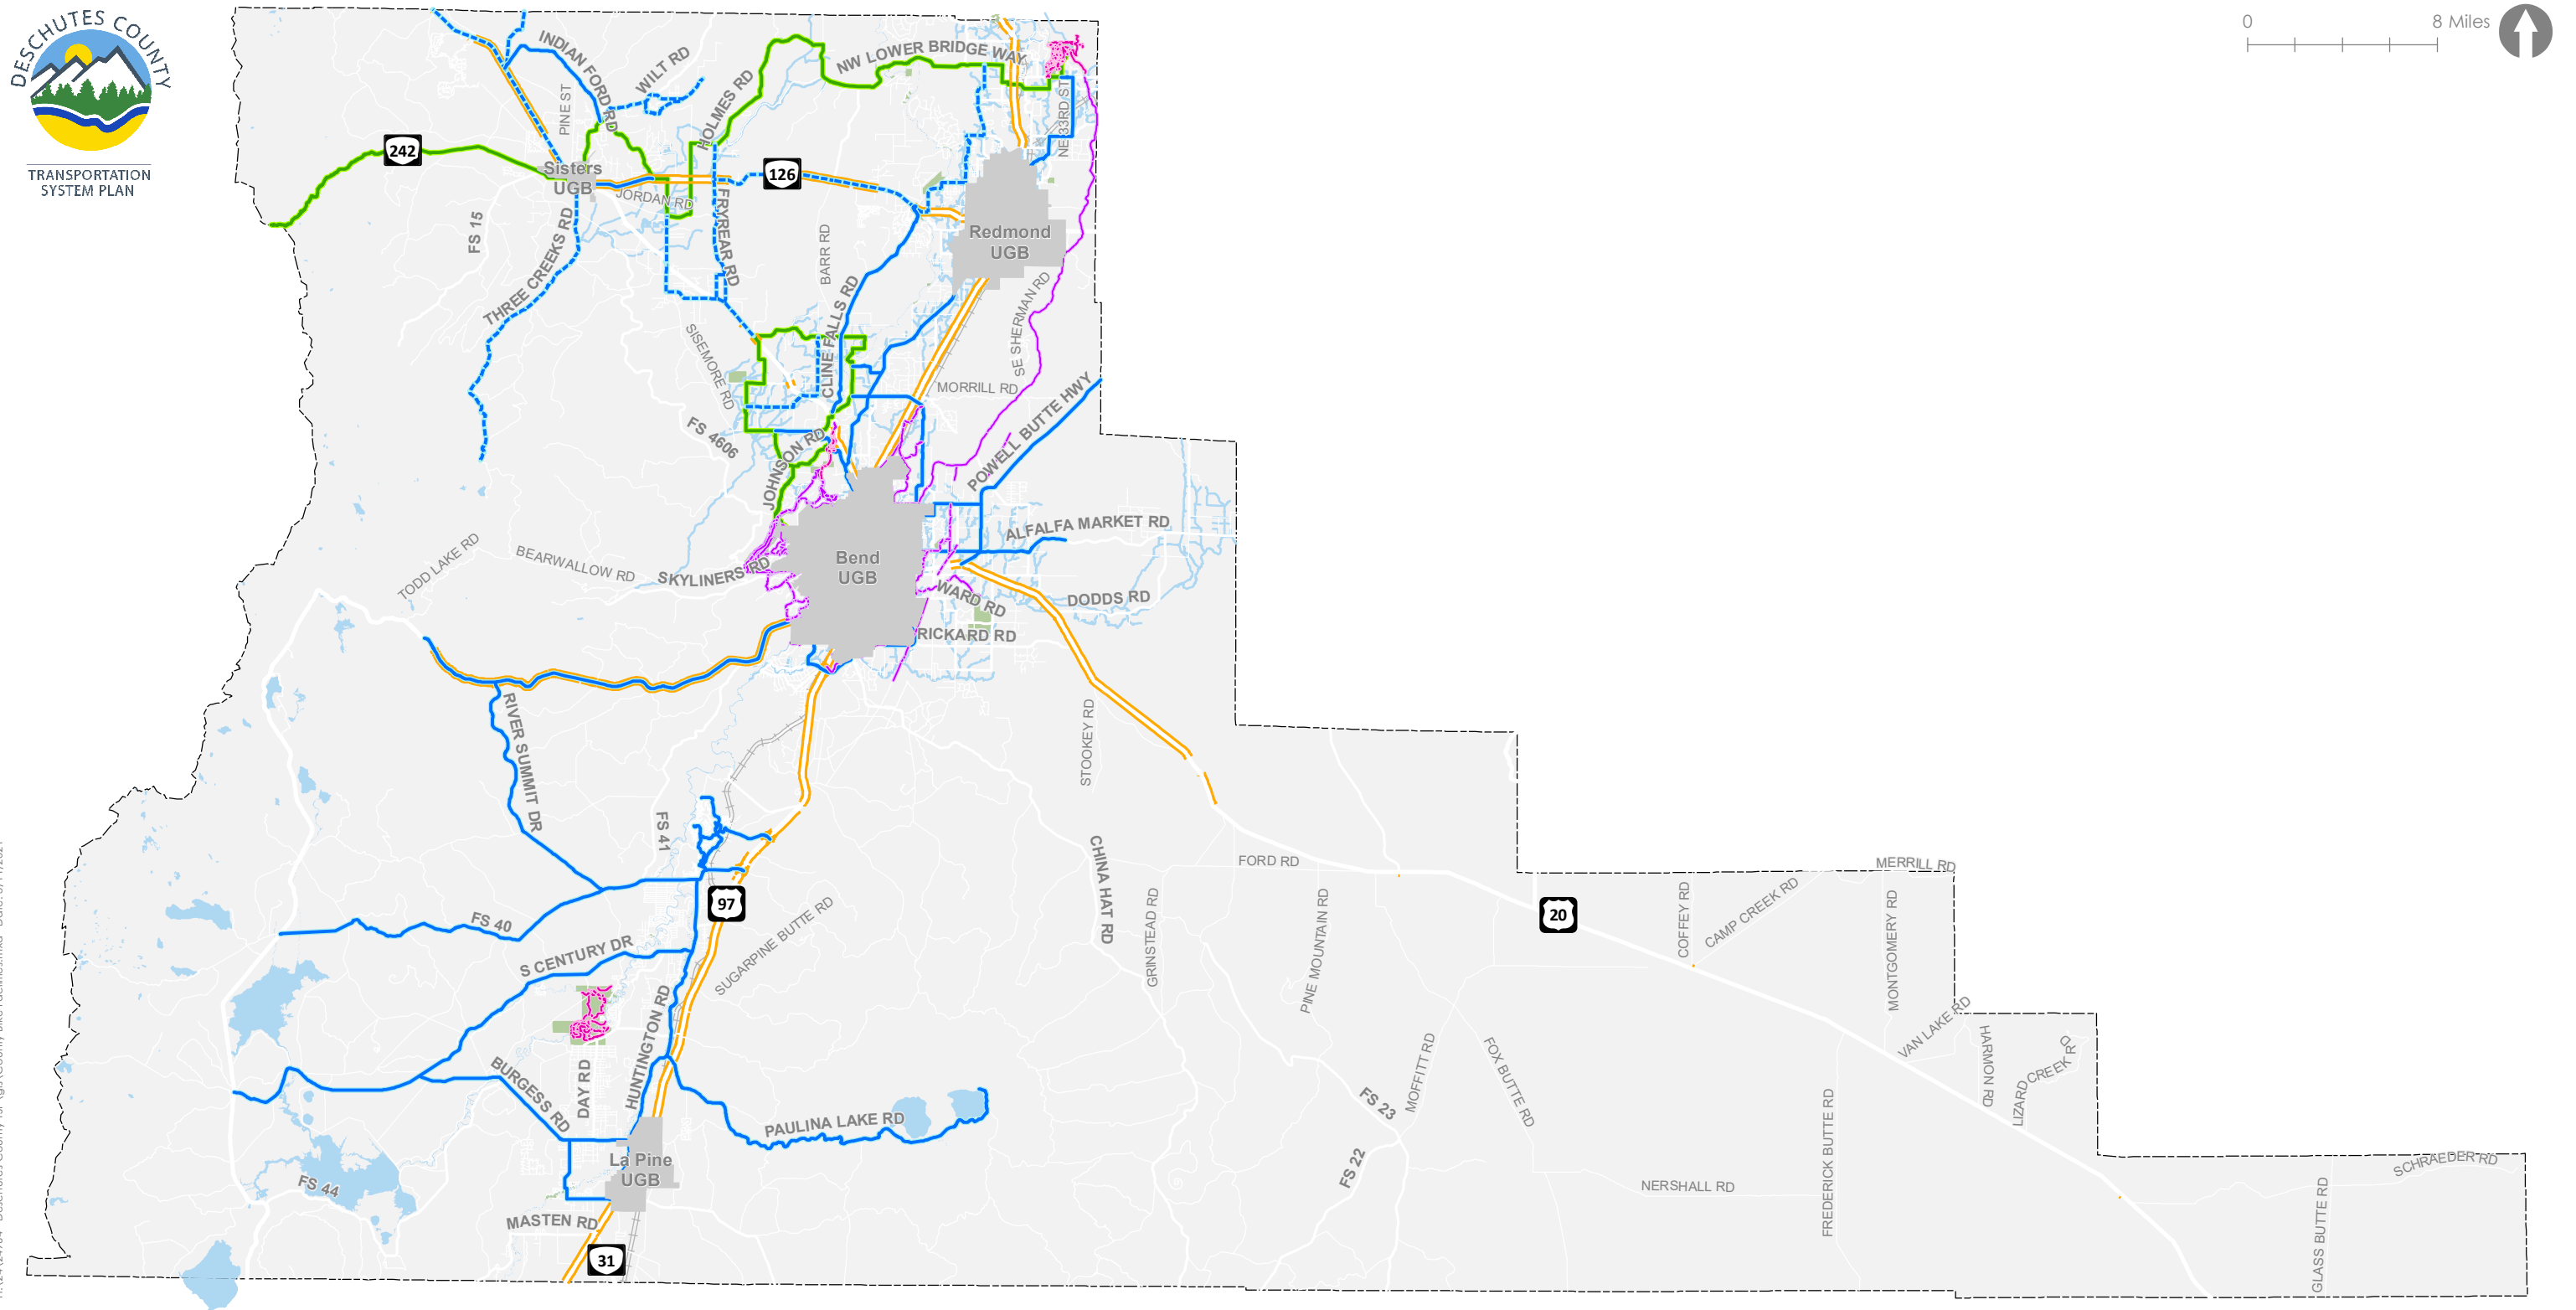 DESCHUTES COUNTY
TRANSPORTATION
SYSTEM PLAN
0
8 Miles
INDIAN FORD RD
WILT RD
PINE ST
HOLMES RD
NW LOWER BRIDGE WAY
NE 33RD ST
242
Sisters
UGB
126
JORDAN RD
FRYREAR RD
BARR RD
Redmond
UGB
FS 15
THREE CREEKS RD
CLINE FALLS RD
SE SHERMAN RD
SISEMORE RD
MORRILL RD
POWELL BUTTE HWY
FS 4606
JOHNSON RD
ALFALFA MARKET RD
TODD LAKE RD
BEARWALLOW RD
SKYLINERS RD
Bend
UGB
WARD RD
DODDS RD
RICKARD RD
RIVER SUMMIT DR
STOOKEY RD
FS 41
CHINA HAT RD
FORD RD
MERRILL RD
97
20
FS 40
S CENTURY DR
SUGARPINE BUTTE RD
GRINSTEAD RD
PINE MOUNTAIN RD
COFFEY RD
CAMP CREEK RD
MONTGOMERY RD
VAN LAKE RD
HARMON RD
LIZARD CREEK RD
HUNTINGTON RD
DAY RD
BURGESS RD
PAULINA LAKE RD
FS 23
MOFFITT RD
FOX BUTTE RD
FREDERICK BUTTE RD
La Pine
UGB
FS 44
FS 22
NERSHALL RD
SCHRAEDER RD
GLASS BUTTE RD
MASTEN RD
31